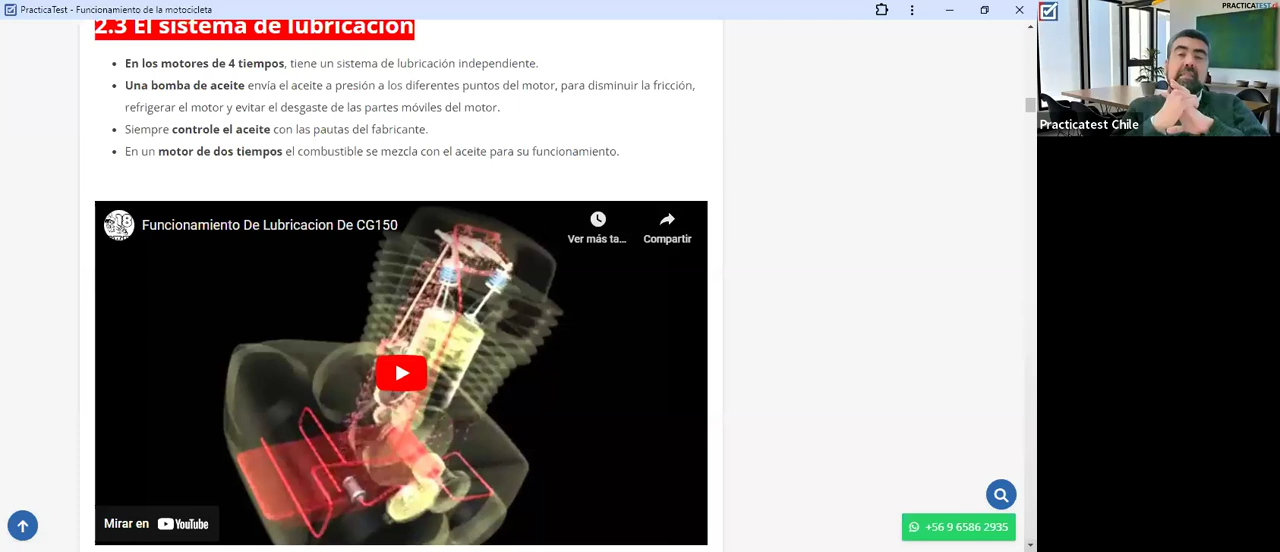 PracticaTest - Funcionamiento de la motocicleta
2.3 El sistema de lubricación
En los motores de 4 tiempos, tiene un sistema de lubricación independiente.
Una bomba de aceite envía el aceite a presión a los diferentes puntos del motor, para disminuir la fricción,
refrigerar el motor y evitar el desgaste de las partes móviles del motor.
Siempre controle el aceite con las pautas del fabricante.
En un motor de dos tiempos el combustible se mezcla con el aceite para su funcionamiento.
18
Funcionamiento De Lubricacion De CG150
Ver más ta...
Compartir
Mirar en YouTube
+56 9 6586 2935
Practicatest Chile